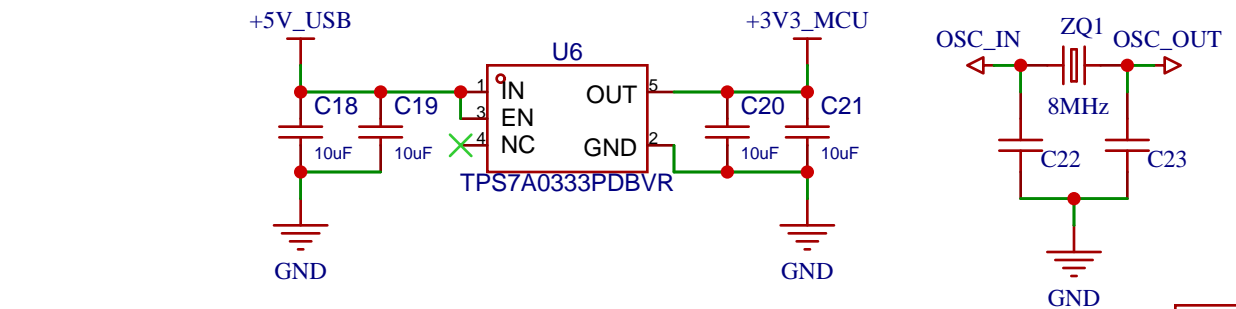 +5V_USB
C18
10uF
C19
10uF
U6
1
IN
3
EN
4
NC
OUT
5
GND
2
TPS7A0333PDBVR
+3V3_MCU
C20
10uF
C21
10uF
GND
GND
OSC_IN
ZQ1
OSC_OUT
8MHz
C22
C23
GND